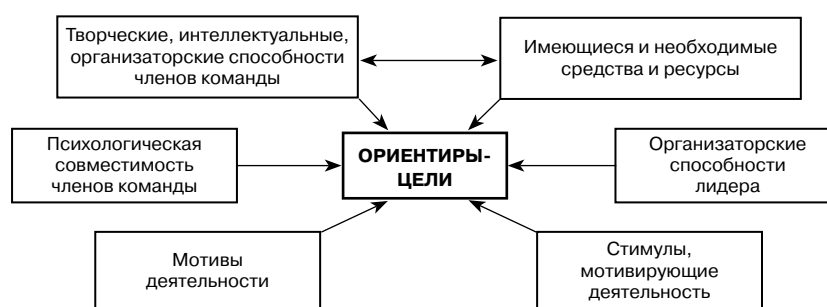 Творческие, интеллектуальные,
организаторские способности
членов команды
Имеющиеся и необходимые
средства и ресурсы
Психологическая
совместимость
членов команды
ОРИЕНТИРЫ-
ЦЕЛИ
Организаторские
способности
лидера
Мотивы
деятельности
Стимулы,
мотивирующие
деятельность